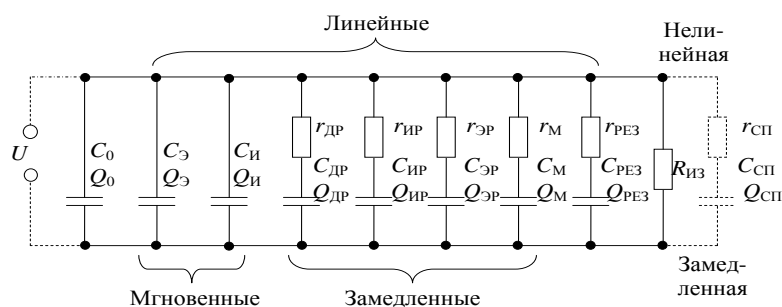 Линейные
Нели-
нейная
U
C₀
Q₀
CЭ
QЭ
CИ
QИ
rДР
CДР
QДР
rИР
CИР
QИР
rЭР
CЭР
QЭР
rМ
CМ
QМ
rРЕЗ
CРЕЗ
QРЕЗ
RИЗ
rСП
CСП
QСП
Мгновенные
Замедленные
Замед-
ленная